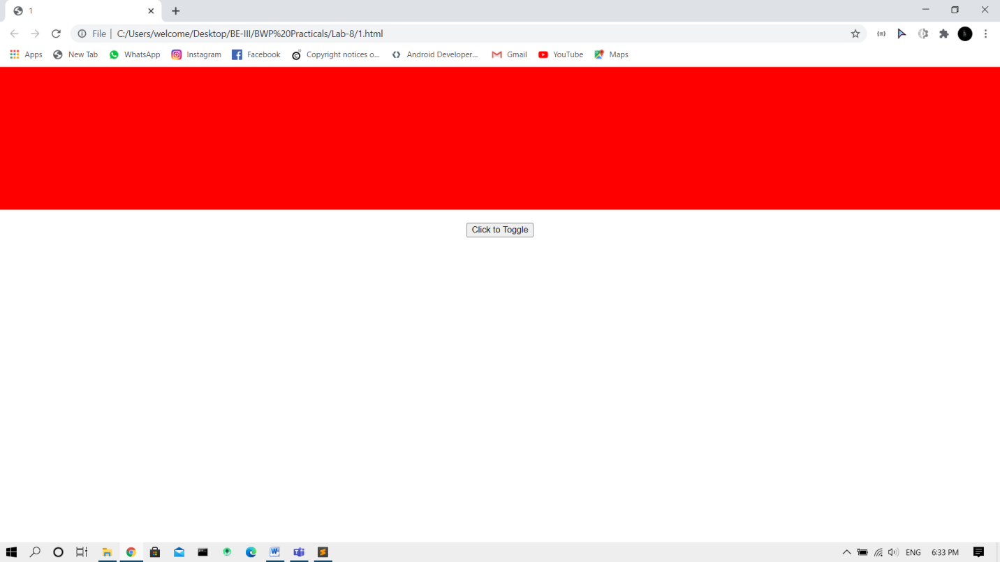 1
File C:/Users/welcome/Desktop/BE-III/BWP%20Practicals/Lab-8/1.html
Apps New Tab WhatsApp Instagram Facebook Copyright notices o... Android Developer... Gmail YouTube Maps
Click to Toggle
ENG 6:33 PM